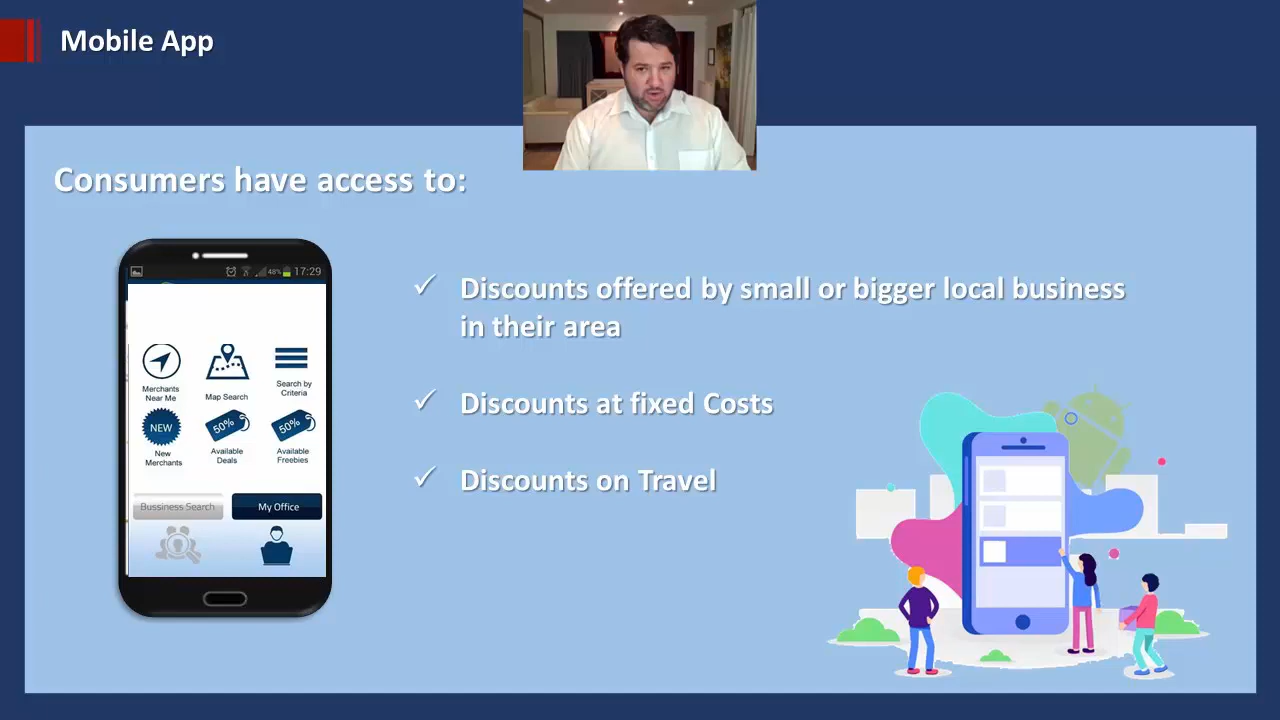 Mobile App
Consumers have access to:
48% 17:29
Merchants
Near Me
Map Search
Search by
Criteria
NEW
New
Merchants
50%
Available
Deals
50%
Available
Freebies
Bussiness Search
My Office
Discounts offered by small or bigger local business
in their area
Discounts at fixed Costs
Discounts on Travel